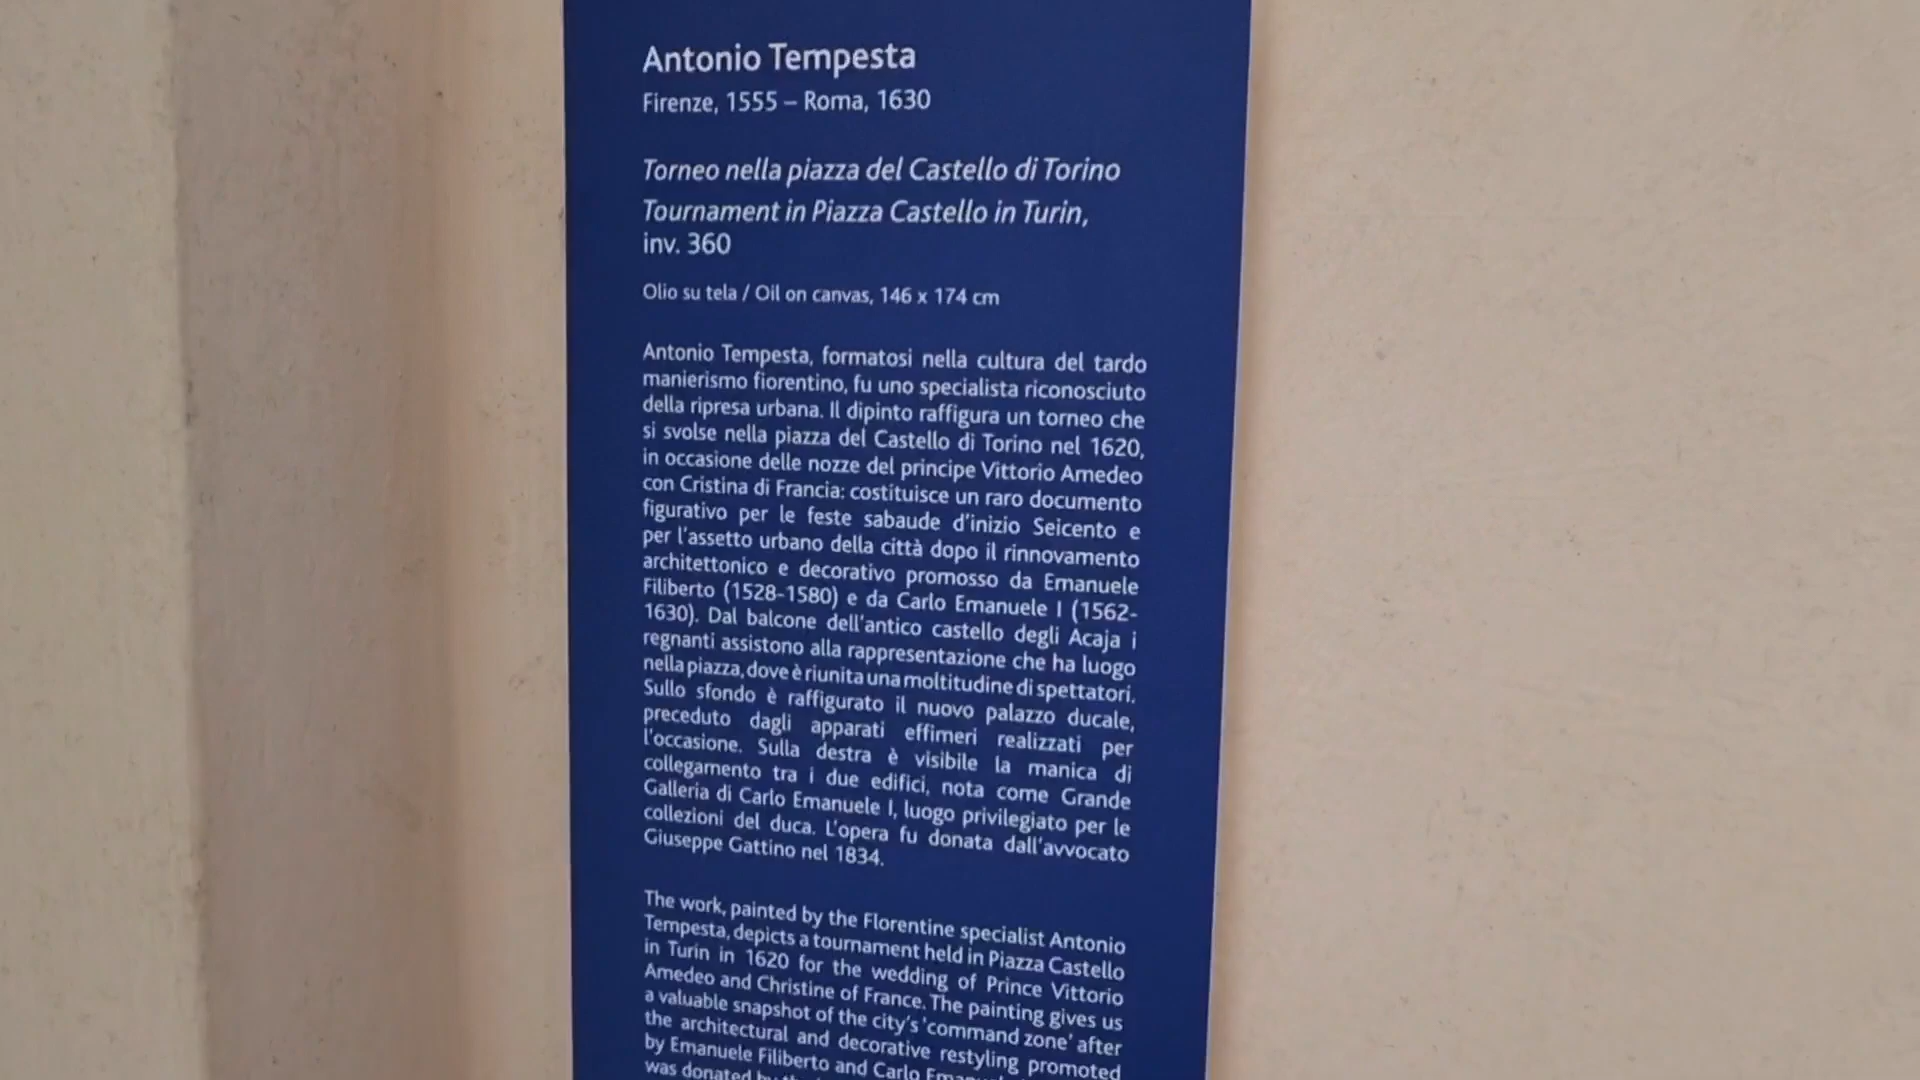 Antonio Tempesta
Firenze, 1555 – Roma, 1630
Torneo nella piazza del Castello di Torino
Tournament in Piazza Castello in Turin,
inv. 360
Olio su tela / Oil on canvas, 146 x 174 cm
Antonio Tempesta, formatosi nella cultura del tardo
manierismo fiorentino, fu uno specialista riconosciuto
della ripresa urbana. Il dipinto raffigura un torneo che
si svolse nella piazza del Castello di Torino nel 1620,
in occasione delle nozze del principe Vittorio Amedeo
con Cristina di Francia: costituisce un raro documento
figurativo per le feste sabaude d'inizio Seicento e
per l'assetto urbano della città dopo il rinnovamento
architettonico e decorativo promosso da Emanuele
Filiberto (1528-1580) e da Carlo Emanuele I (1562-
1630). Dal balcone dell'antico castello degli Acaja i
regnanti assistono alla rappresentazione che ha luogo
nella piazza, dove è riunita una moltitudine di spettatori.
Sullo sfondo è raffigurato il nuovo palazzo ducale,
preceduto dagli apparati effimeri realizzati per
l'occasione. Sulla destra è visibile la manica di
collegamento tra i due edifici, nota come Grande
Galleria di Carlo Emanuele I, luogo privilegiato per le
collezioni del duca. L'opera fu donata dall'avvocato
Giuseppe Gattino nel 1834.
The work, painted by the Florentine specialist Antonio
Tempesta, depicts a tournament held in Piazza Castello
in Turin in 1620 for the wedding of Prince Vittorio
Amedeo and Christine of France. The painting gives us
a valuable snapshot of the city's 'command zone' after
the architectural and decorative restyling promoted
by Emanuele Filiberto and Carlo
was donated